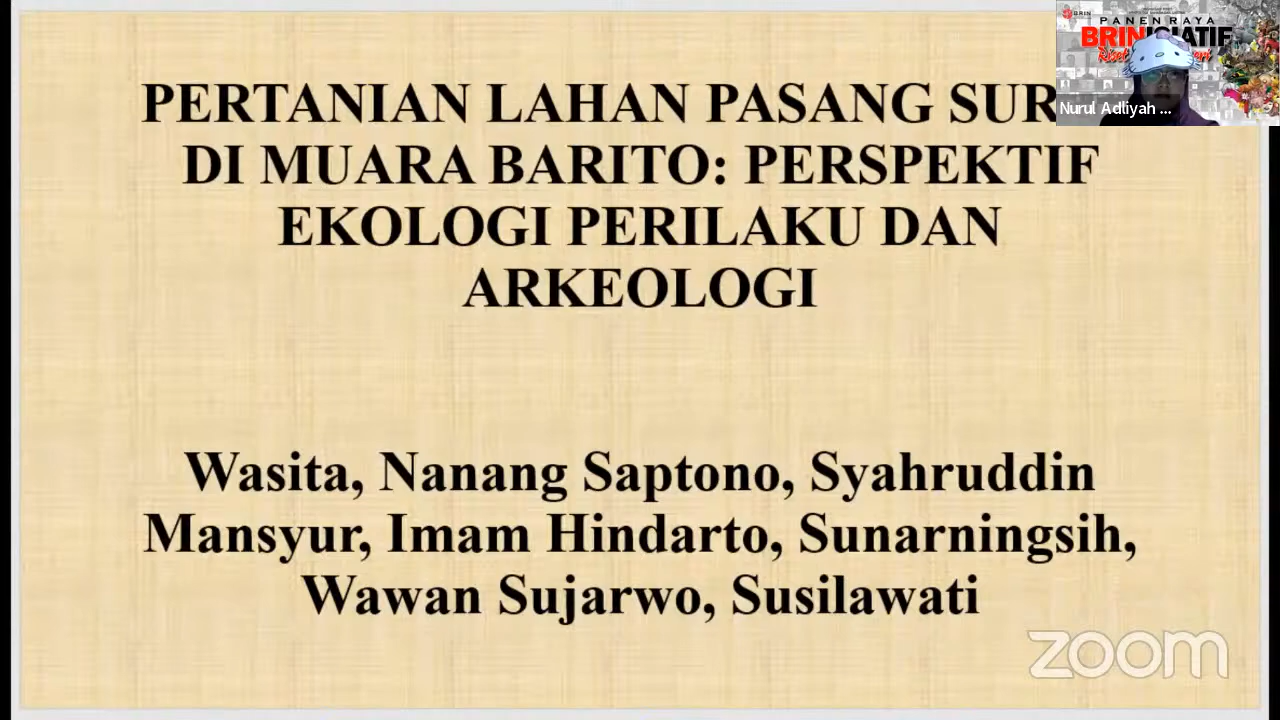 PERTANIAN LAHAN PASANG SUR
DI MUARA BARITO: PERSPEKTIF
EKOLOGI PERILAKU DAN
ARKEOLOGI
Wasita, Nanang Saptono, Syahruddin
Mansyur, Imam Hindarto, Sunarningsih,
Wawan Sujarwo, Susilawati
BRIN
PANEN RAYA
Nurul Adliyah ...
zoom